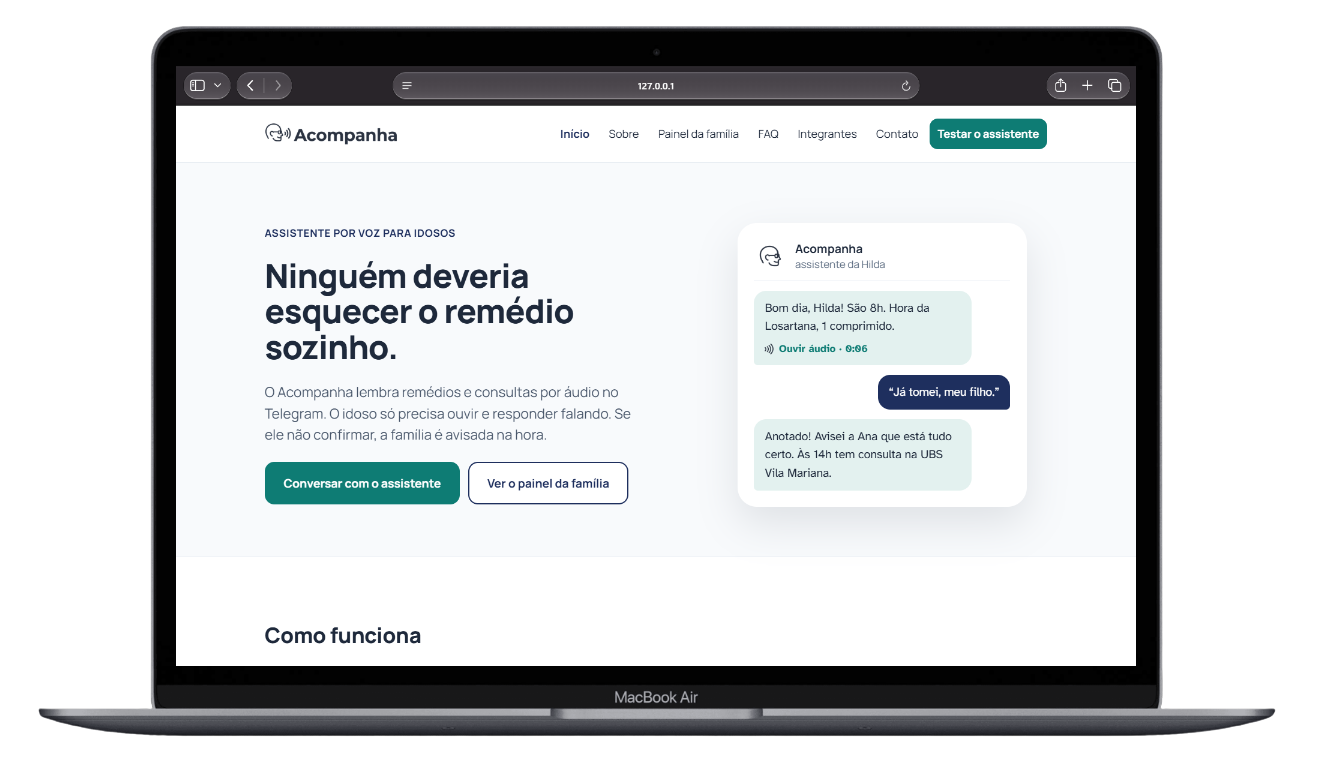 127.0.0.1
Acompanha
Início Sobre Painel da família FAQ Integrantes Contato Testar o assistente
ASSISTENTE POR VOZ PARA IDOSOS
Ninguém deveria
esquecer o remédio
sozinho.
O Acompanha lembra remédios e consultas por áudio no
Telegram. O idoso só precisa ouvir e responder falando. Se
ele não confirmar, a família é avisada na hora.
Conversar com o assistente
Ver o painel da família
Acompanha
assistente da Hilda
Bom dia, Hilda! São 8h. Hora da
Losartana, 1 comprimido.
Ouvir áudio · 0:06
“Já tomei, meu filho.”
Anotado! Avisei a Ana que está tudo
certo. Às 14h tem consulta na UBS
Vila Mariana.
Como funciona
MacBook Air